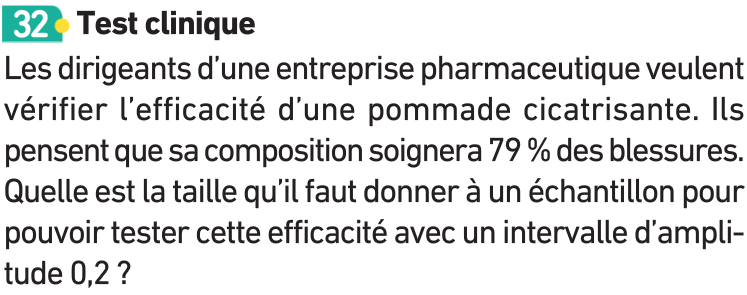 32 Test clinique
Les dirigeants d’une entreprise pharmaceutique veulent
vérifier l’efficacité d’une pommade cicatrisante. Ils
pensent que sa composition soignera 79 % des blessures.
Quelle est la taille qu’il faut donner à un échantillon pour
pouvoir tester cette efficacité avec un intervalle d’ampli-
tude 0,2 ?